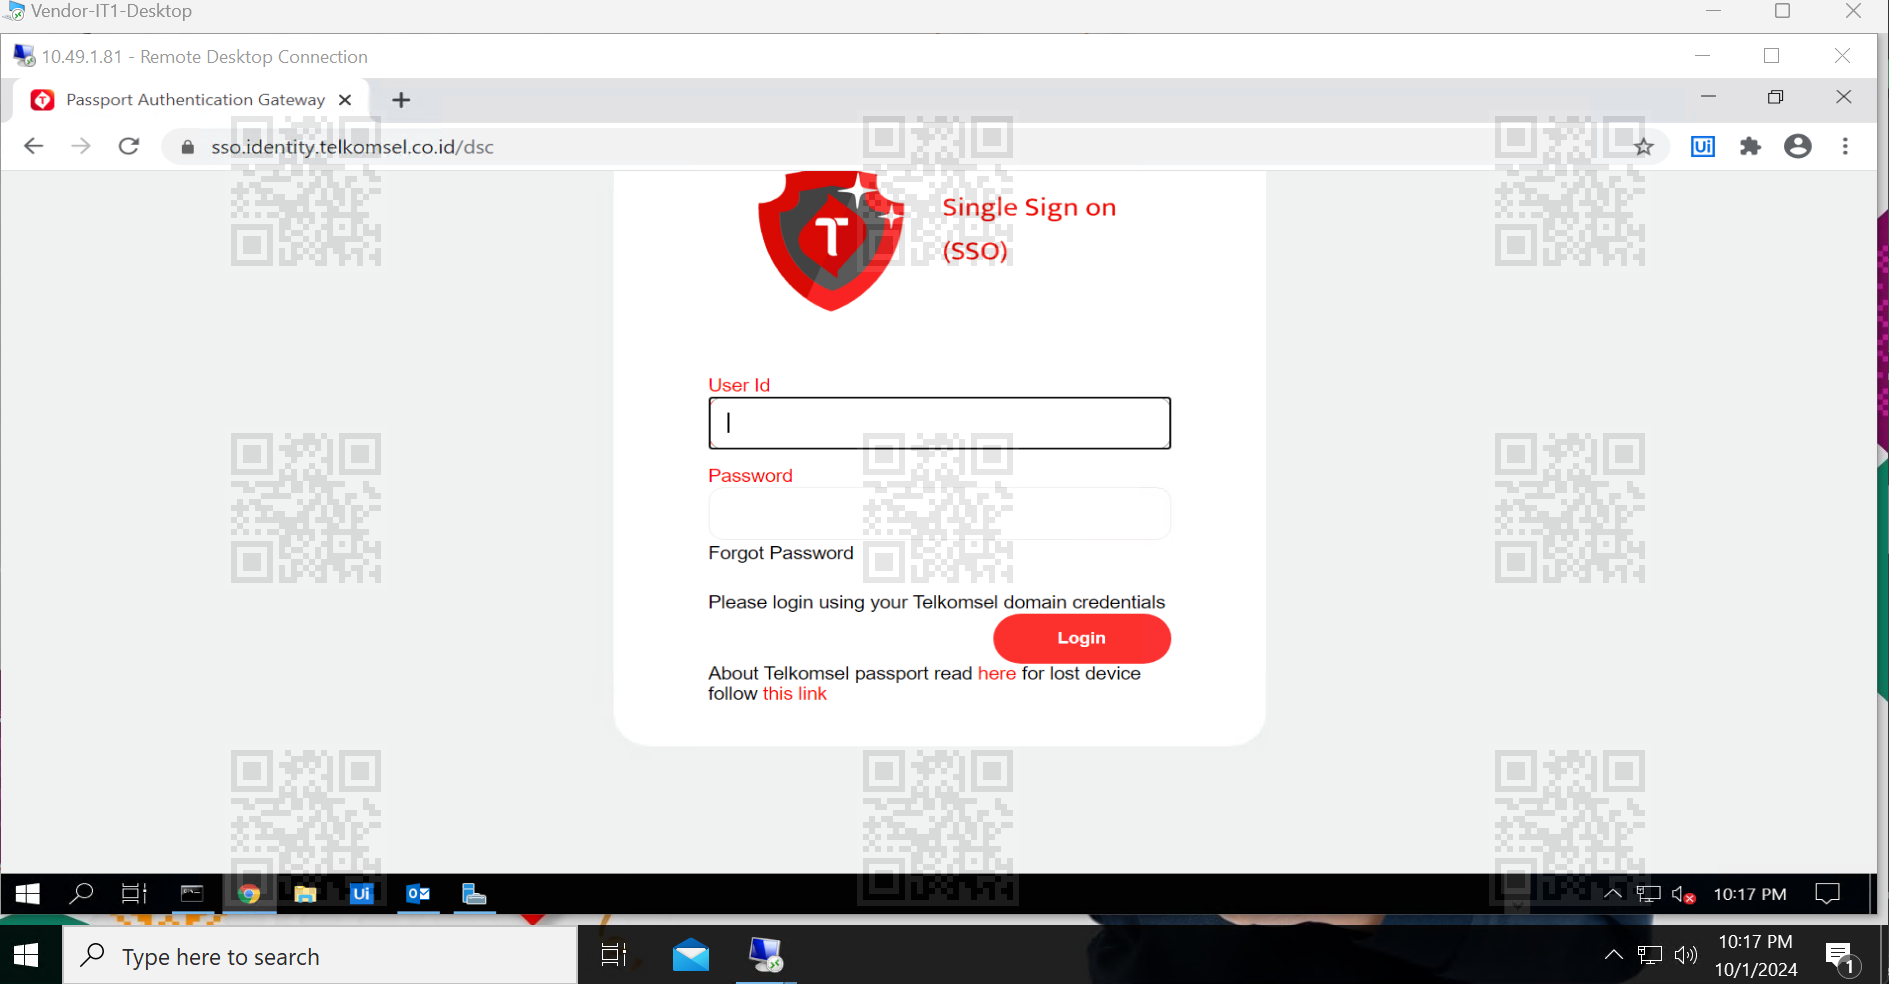 Vendor-IT1-Desktop
10.49.1.81 - Remote Desktop Connection
Passport Authentication Gateway
sso.identity.telkomsel.co.id/dsc
Ui
T
Single Sign on
(SSO)
User Id
Password
Forgot Password
Please login using your Telkomsel domain credentials
Login
About Telkomsel passport read here for lost device
follow this link
Ui
10:17 PM
Type here to search
10:17 PM
10/1/2024
1